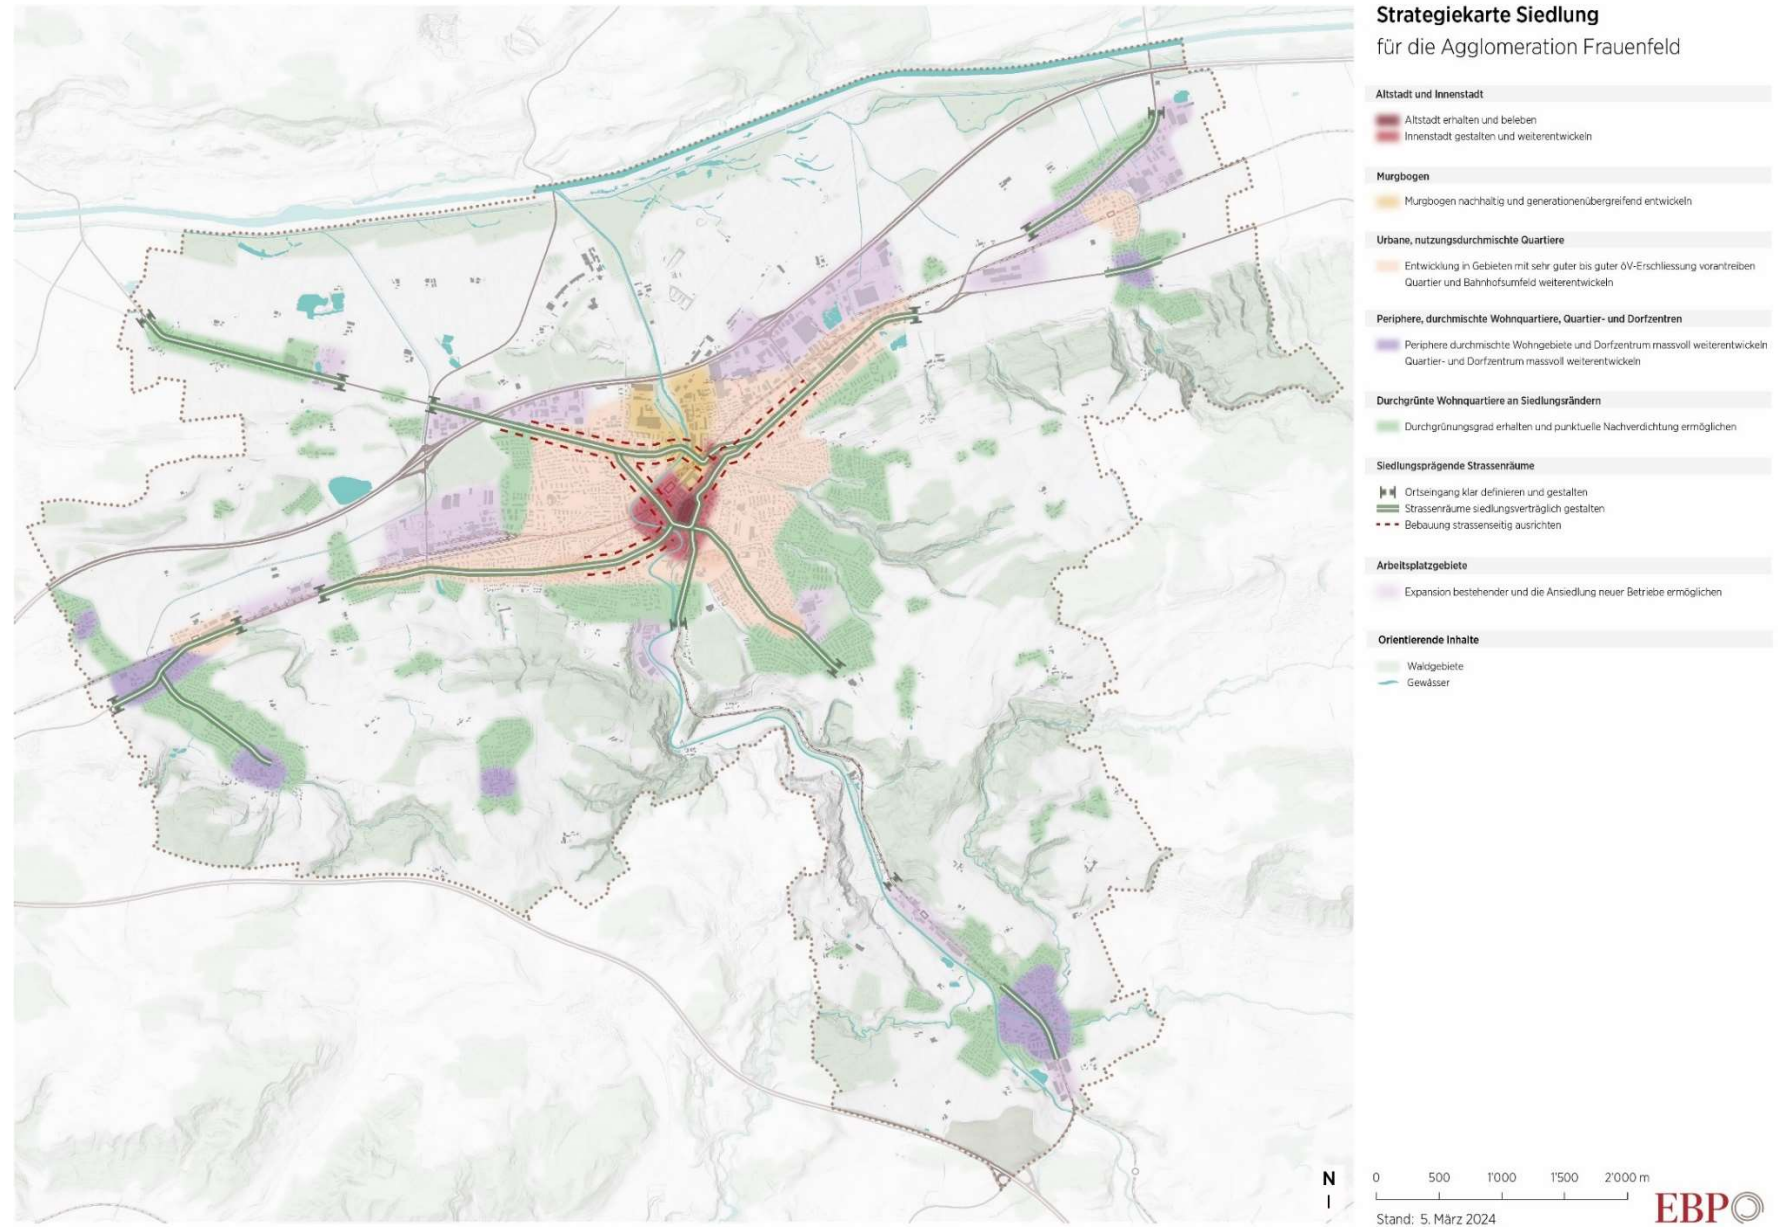 Strategiekarte Siedlung
für die Agglomeration Frauenfeld
Altstadt und Innenstadt
Altstadt erhalten und beleben
Innenstadt gestalten und weiterentwickeln
Murgbogen
Murgbogen nachhaltig und generationenübergreifend entwickeln
Urbane, nutzungsdurchmischte Quartiere
Entwicklung in Gebieten mit sehr guter bis guter öV-Erschliessung vorantreiben
Quartier und Bahnhofsumfeld weiterentwickeln
Periphere, durchmischte Wohnquartiere, Quartier- und Dorfzentren
Periphere durchmischte Wohngebiete und Dorfzentrum massvoll weiterentwickeln
Quartier- und Dorfzentrum massvoll weiterentwickeln
Durchgrünte Wohnquartiere an Siedlungsrändern
Durchgrünungsgrad erhalten und punktuelle Nachverdichtung ermöglichen
Siedlungsprägende Strassenräume
Ortseingang klar definieren und gestalten
Strassenräume siedlungsverträglich gestalten
Bebauung strassenseitig ausrichten
Arbeitsplatzgebiete
Expansion bestehender und die Ansiedlung neuer Betriebe ermöglichen
Orientierende Inhalte
Waldgebiete
Gewässer
N
0 500 1'000 1'500 2'000 m
Stand: 5. März 2024
EBP